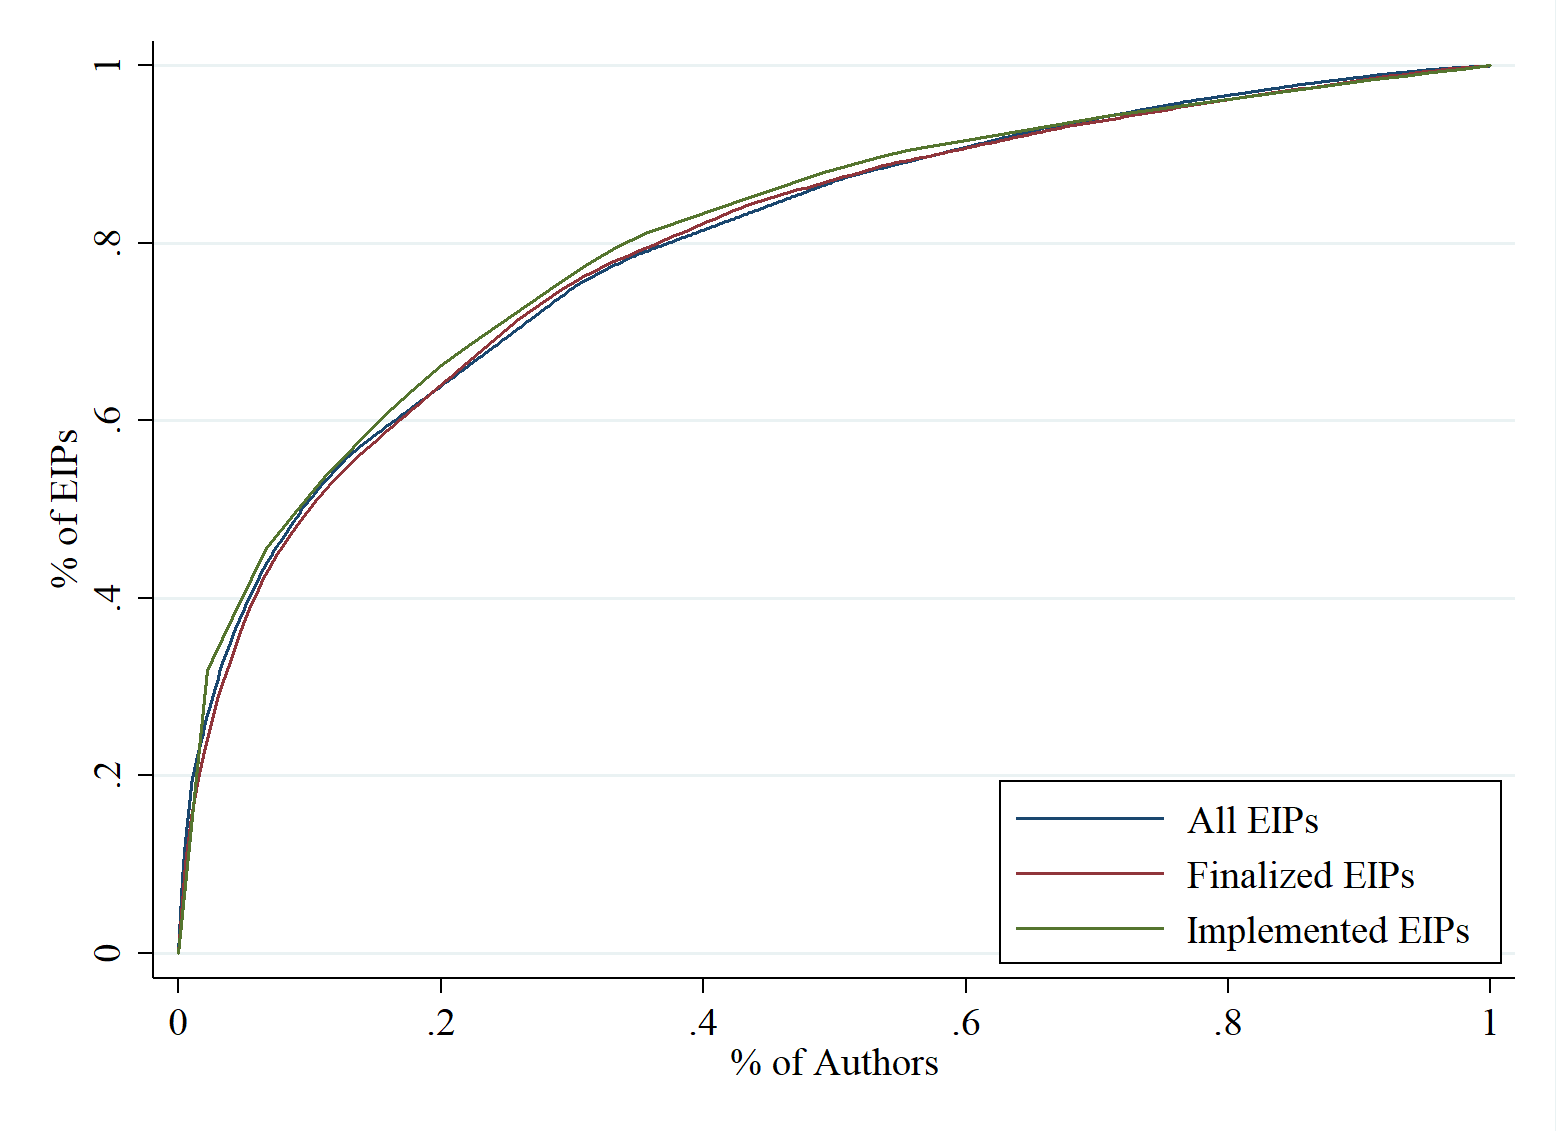 1
.8
.6
.4
.2
0
% of EIPs
All EIPs
Finalized EIPs
Implemented EIPs
0 .2 .4 .6 .8 1
% of Authors